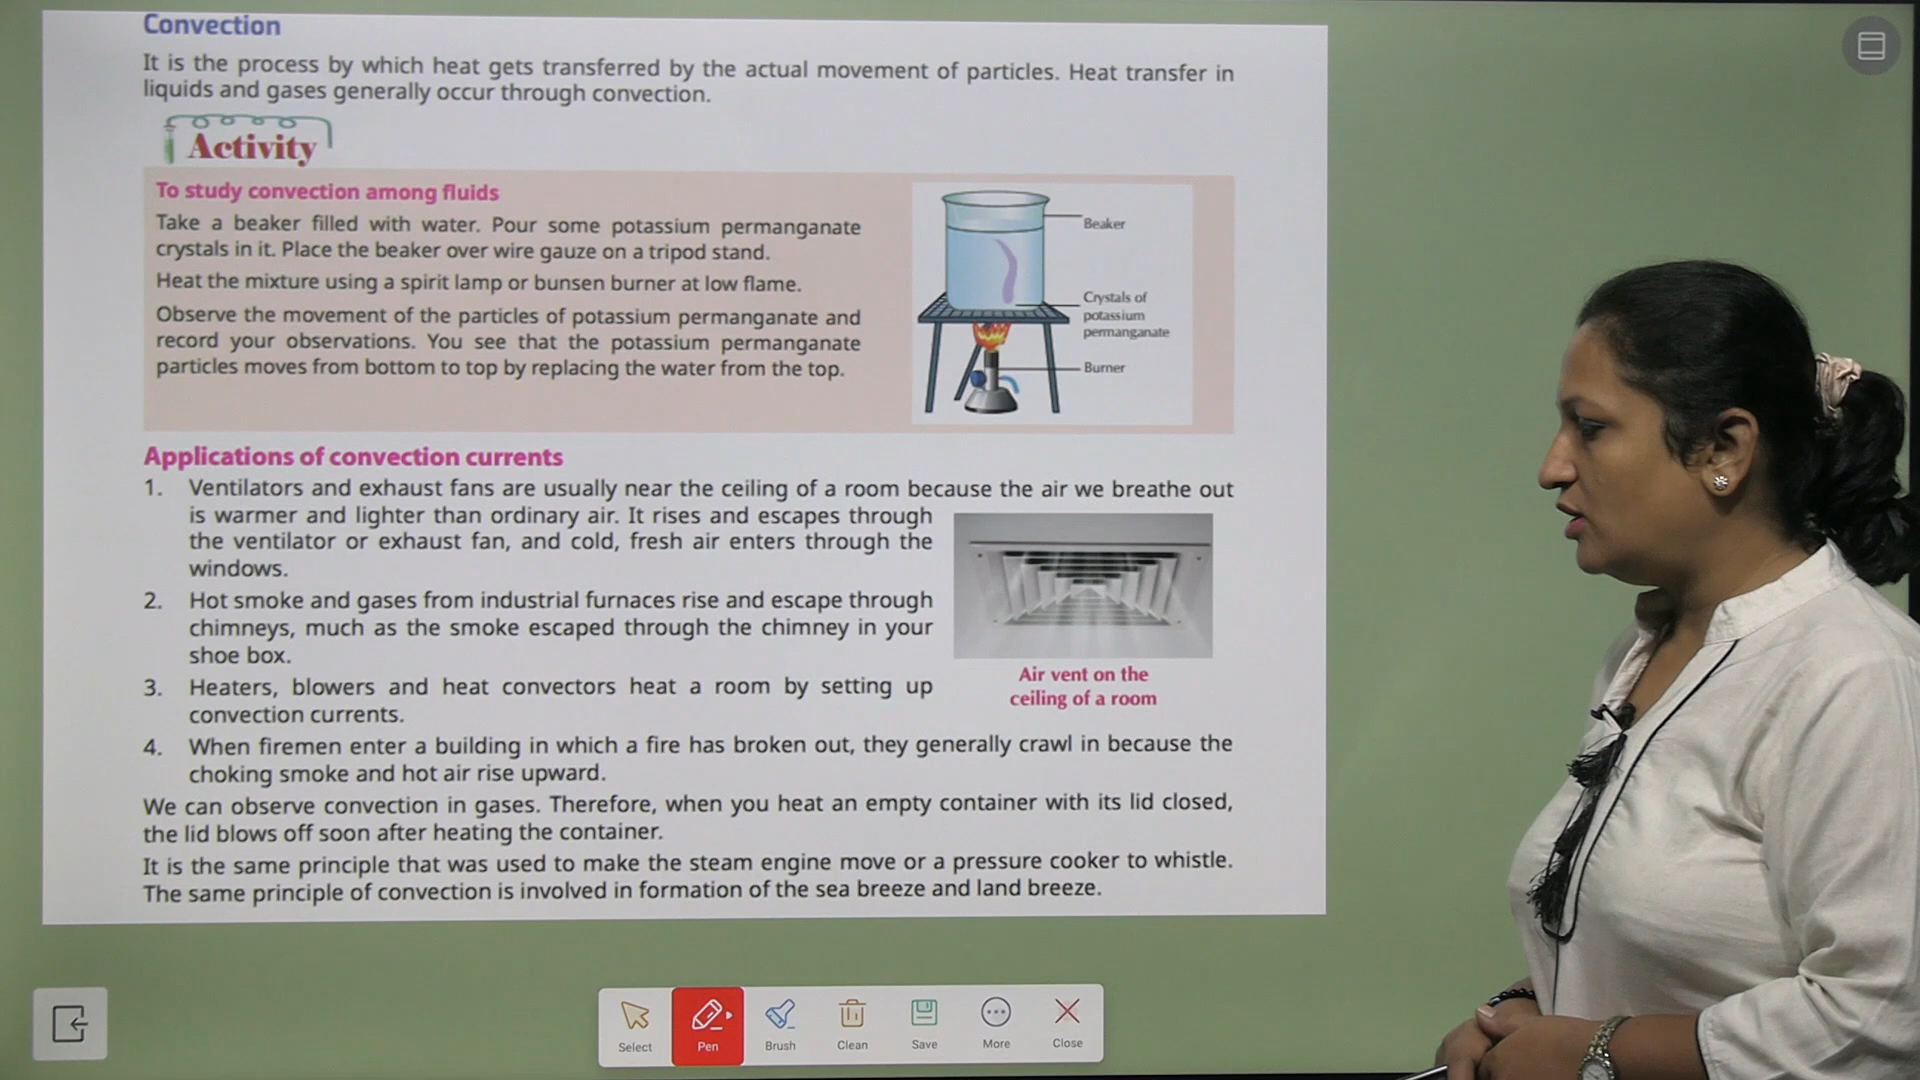 Convection
It is the process by which heat gets transferred by the actual movement of particles. Heat transfer in
liquids and gases generally occur through convection.
Activity
To study convection among fluids
Take a beaker filled with water. Pour some potassium permanganate
crystals in it. Place the beaker over wire gauze on a tripod stand.
Heat the mixture using a spirit lamp or bunsen burner at low flame.
Observe the movement of the particles of potassium permanganate and
record your observations. You see that the potassium permanganate
particles moves from bottom to top by replacing the water from the top.
Beaker
Crystals of
potassium
permanganate
Burner
Applications of convection currents
1. Ventilators and exhaust fans are usually near the ceiling of a room because the air we breathe out
is warmer and lighter than ordinary air. It rises and escapes through
the ventilator or exhaust fan, and cold, fresh air enters through the
windows.
2. Hot smoke and gases from industrial furnaces rise and escape through
chimneys, much as the smoke escaped through the chimney in your
shoe box.
3. Heaters, blowers and heat convectors heat a room by setting up
convection currents.
Air vent on the
ceiling of a room
4. When firemen enter a building in which a fire has broken out, they generally crawl in because the
choking smoke and hot air rise upward.
We can observe convection in gases. Therefore, when you heat an empty container with its lid closed,
the lid blows off soon after heating the container.
It is the same principle that was used to make the steam engine move or a pressure cooker to whistle.
The same principle of convection is involved in formation of the sea breeze and land breeze.
Select Pen Brush Clean Save More Close